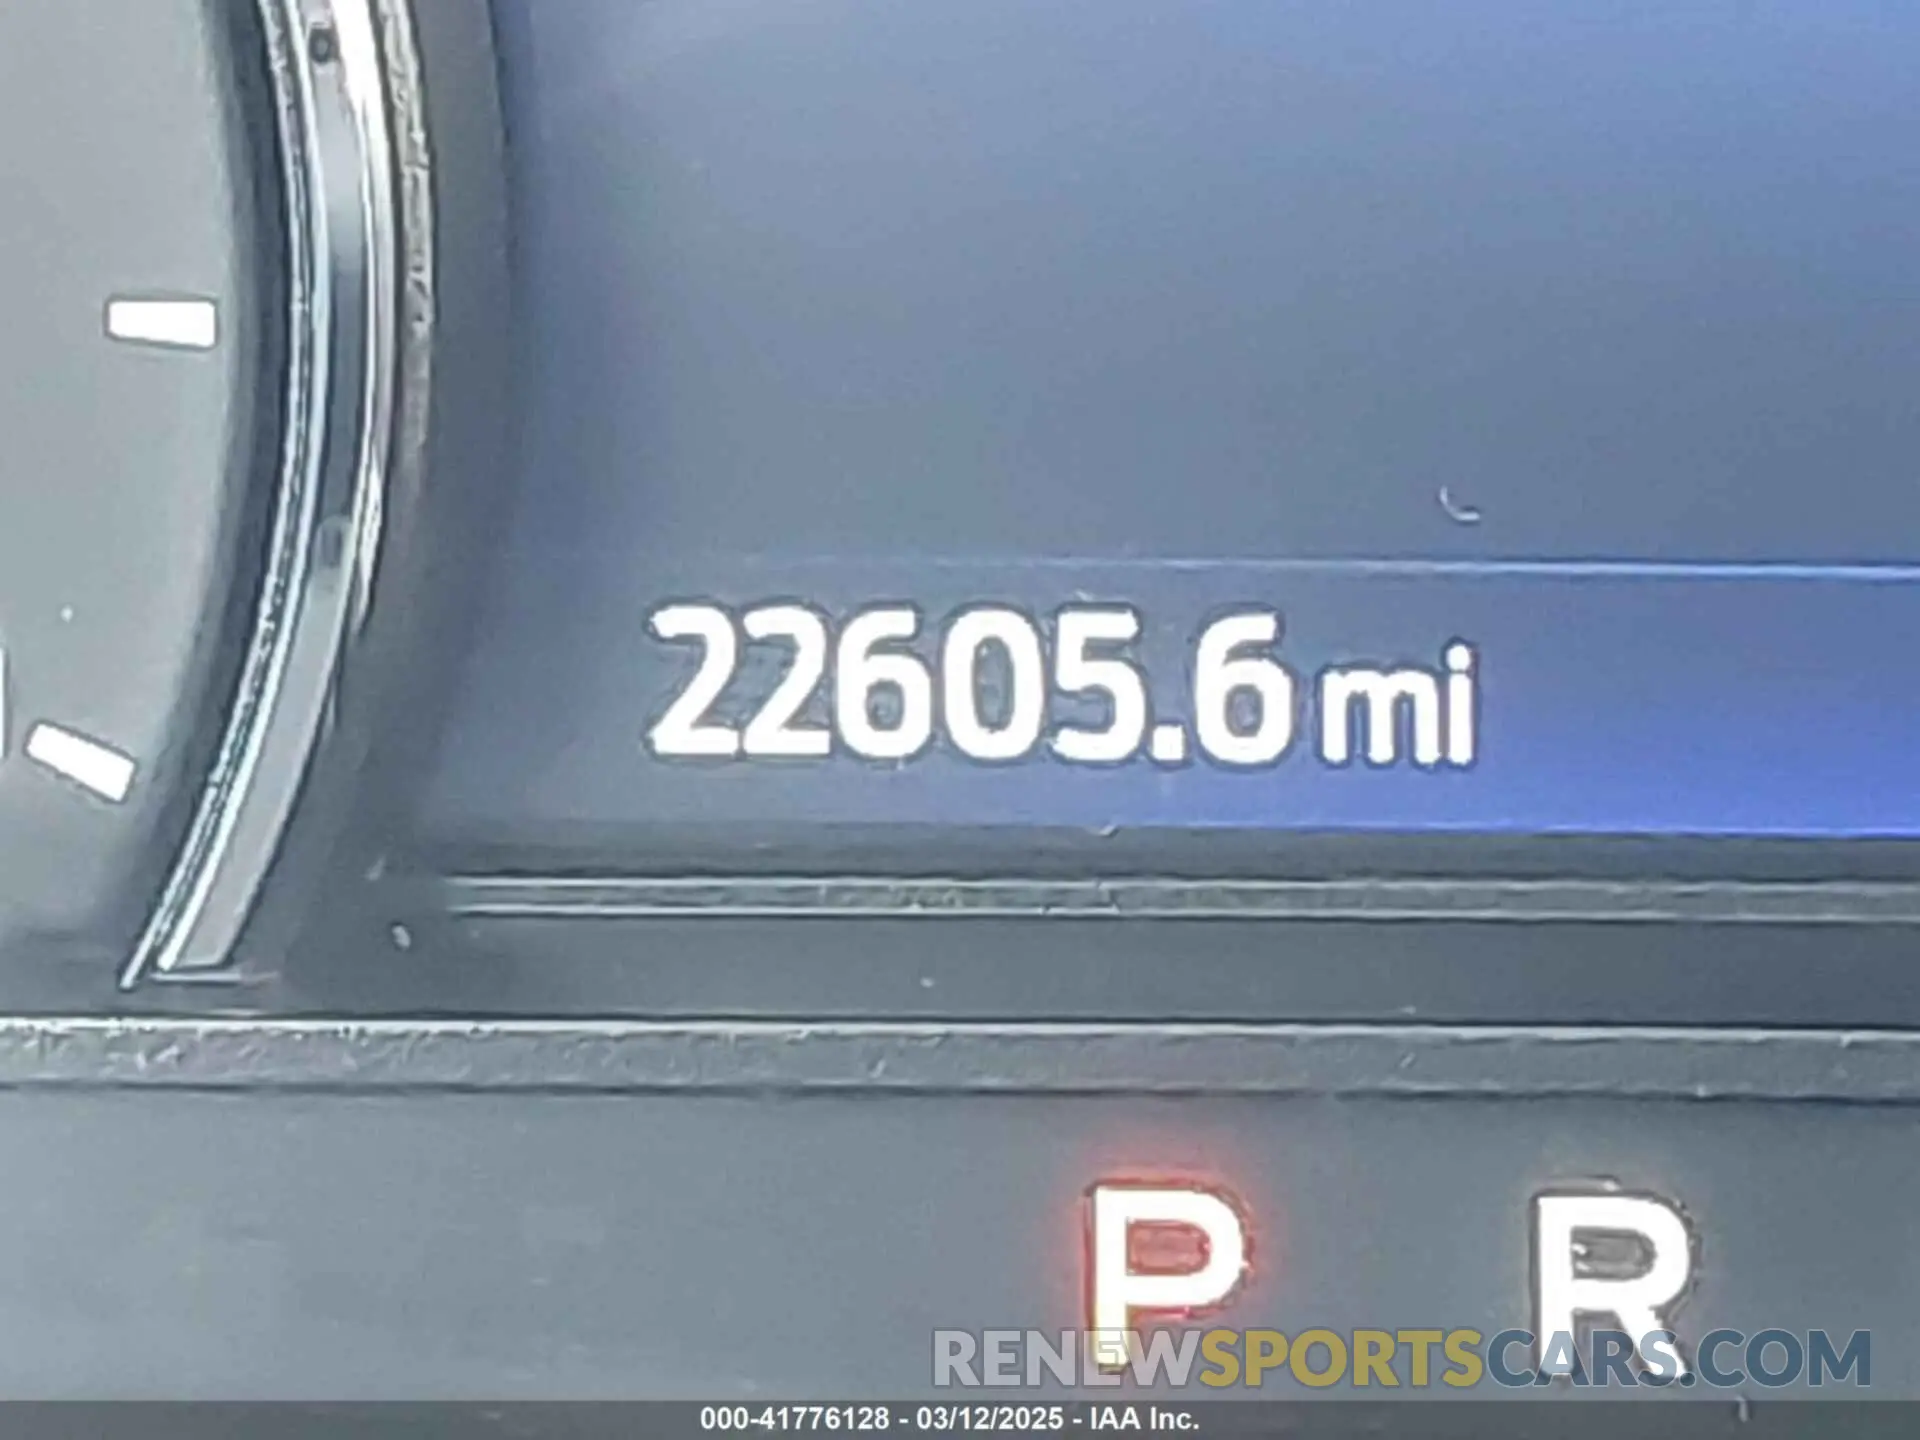 22605.6 mi
P R
RENEWSPORTSCARS.COM
000-41776128 - 03/12/2025 - IAA Inc.